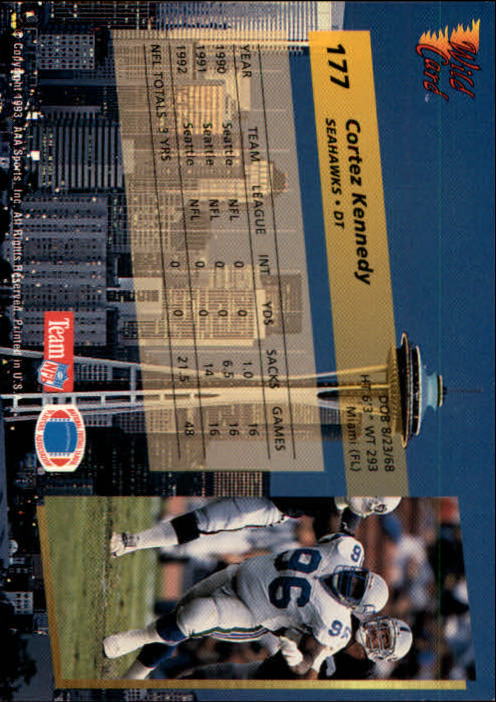 Wild
Card
177 Cortez Kennedy
SEAHAWKS • DT
DOB 8/23/68
HT 6'3" • WT 293
Miami (FL)
YEAR TEAM LEAGUE INT YDS SACKS GAMES
1990 Seattle NFL 0 0 1.0 16
1991 Seattle NFL 0 0 6.5 16
1992 Seattle NFL 0 0 14 16
NFL TOTALS 3 YRS 0 0 21.5 48
Team NFL
96
96
© Copyright 1993, AAA Sports, Inc. All Rights Reserved. Printed in U.S.